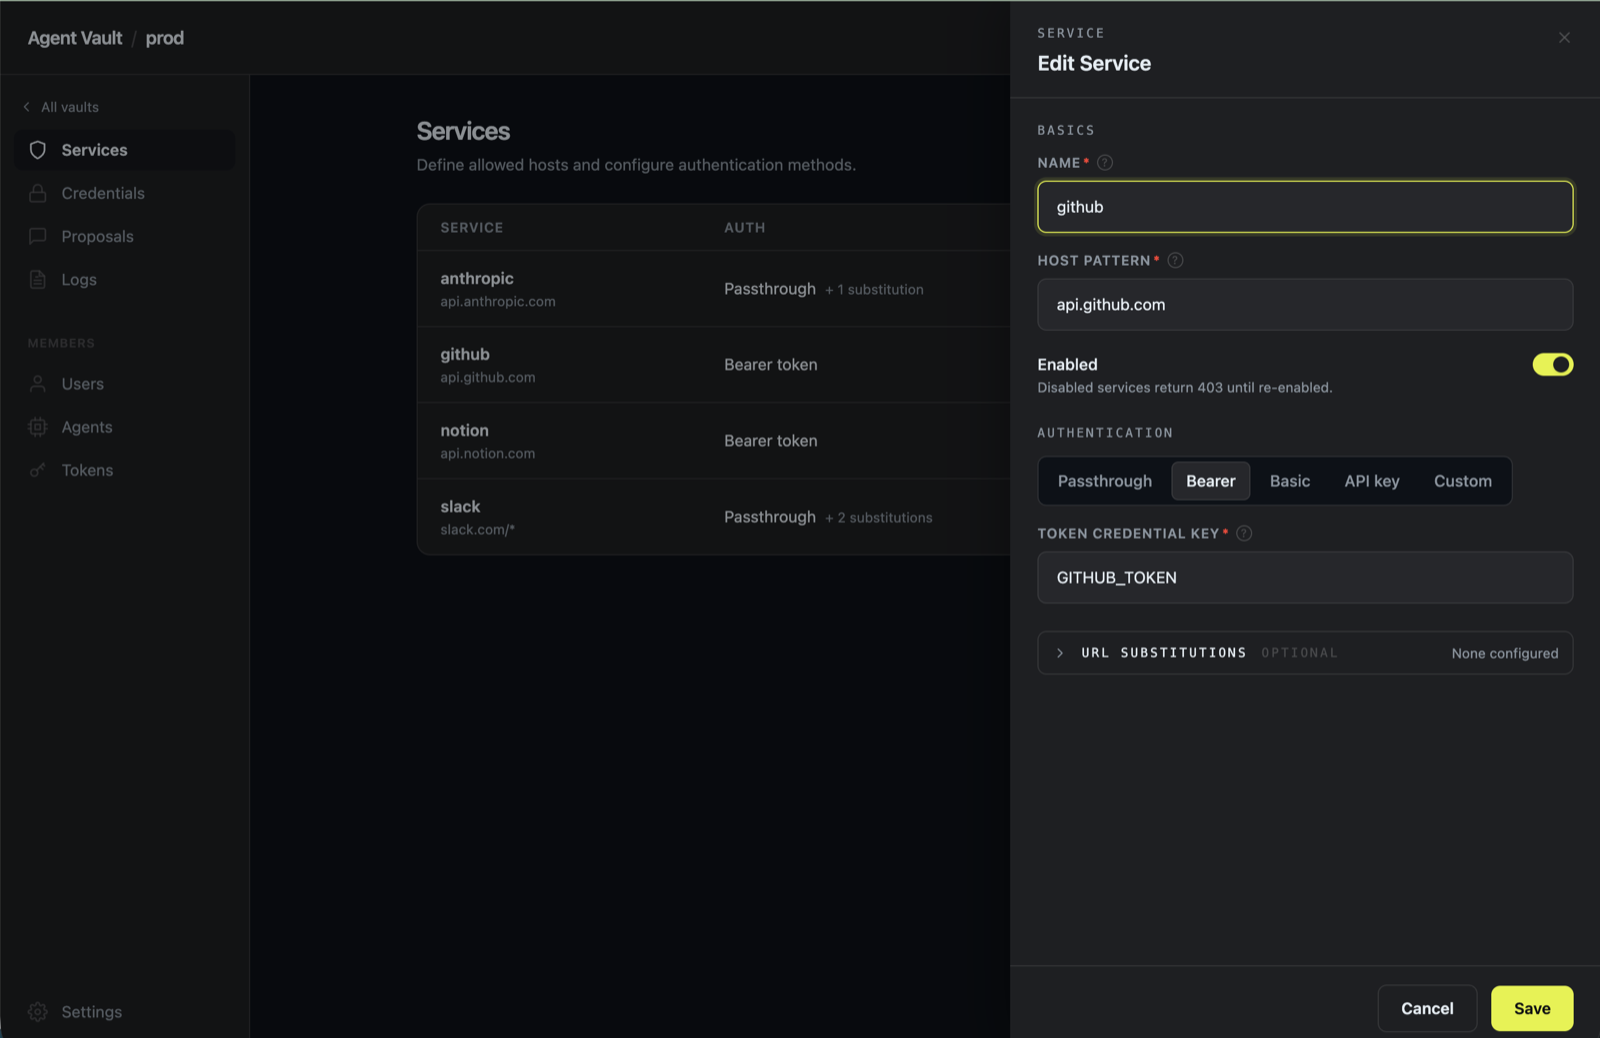 Agent Vault / prod
All vaults
Services
Credentials
Proposals
Logs
MEMBERS
Users
Agents
Tokens
Settings
Services
Define allowed hosts and configure authentication methods.
SERVICE AUTH
anthropic
api.anthropic.com
Passthrough + 1 substitution
github
api.github.com
Bearer token
notion
api.notion.com
Bearer token
slack
slack.com/*
Passthrough + 2 substitutions
SERVICE
Edit Service
BASICS
NAME* ?
github
HOST PATTERN* ?
api.github.com
Enabled
Disabled services return 403 until re-enabled.
AUTHENTICATION
Passthrough Bearer Basic API key Custom
TOKEN CREDENTIAL KEY* ?
GITHUB_TOKEN
URL SUBSTITUTIONS OPTIONAL None configured
Cancel Save